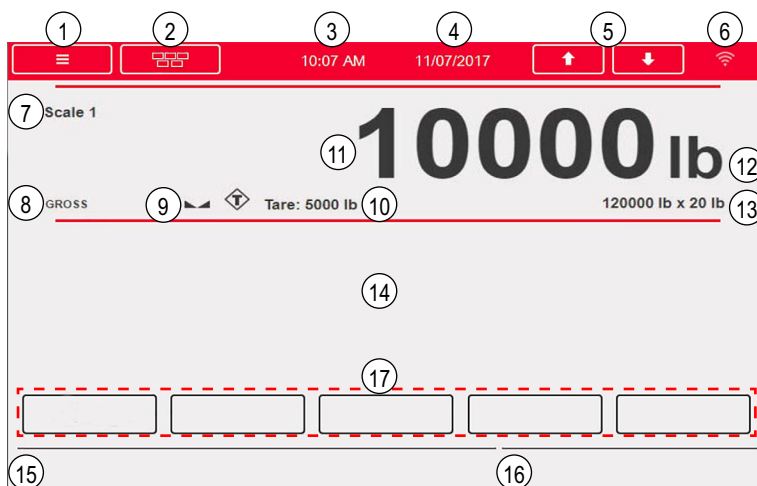 1 2 3 4 5 6
10:07 AM 11/07/2017
7 Scale 1
11 10000 lb 12
8 GROSS 9 T Tare: 5000 lb 10 120000 lb x 20 lb 13
14
17
15 16